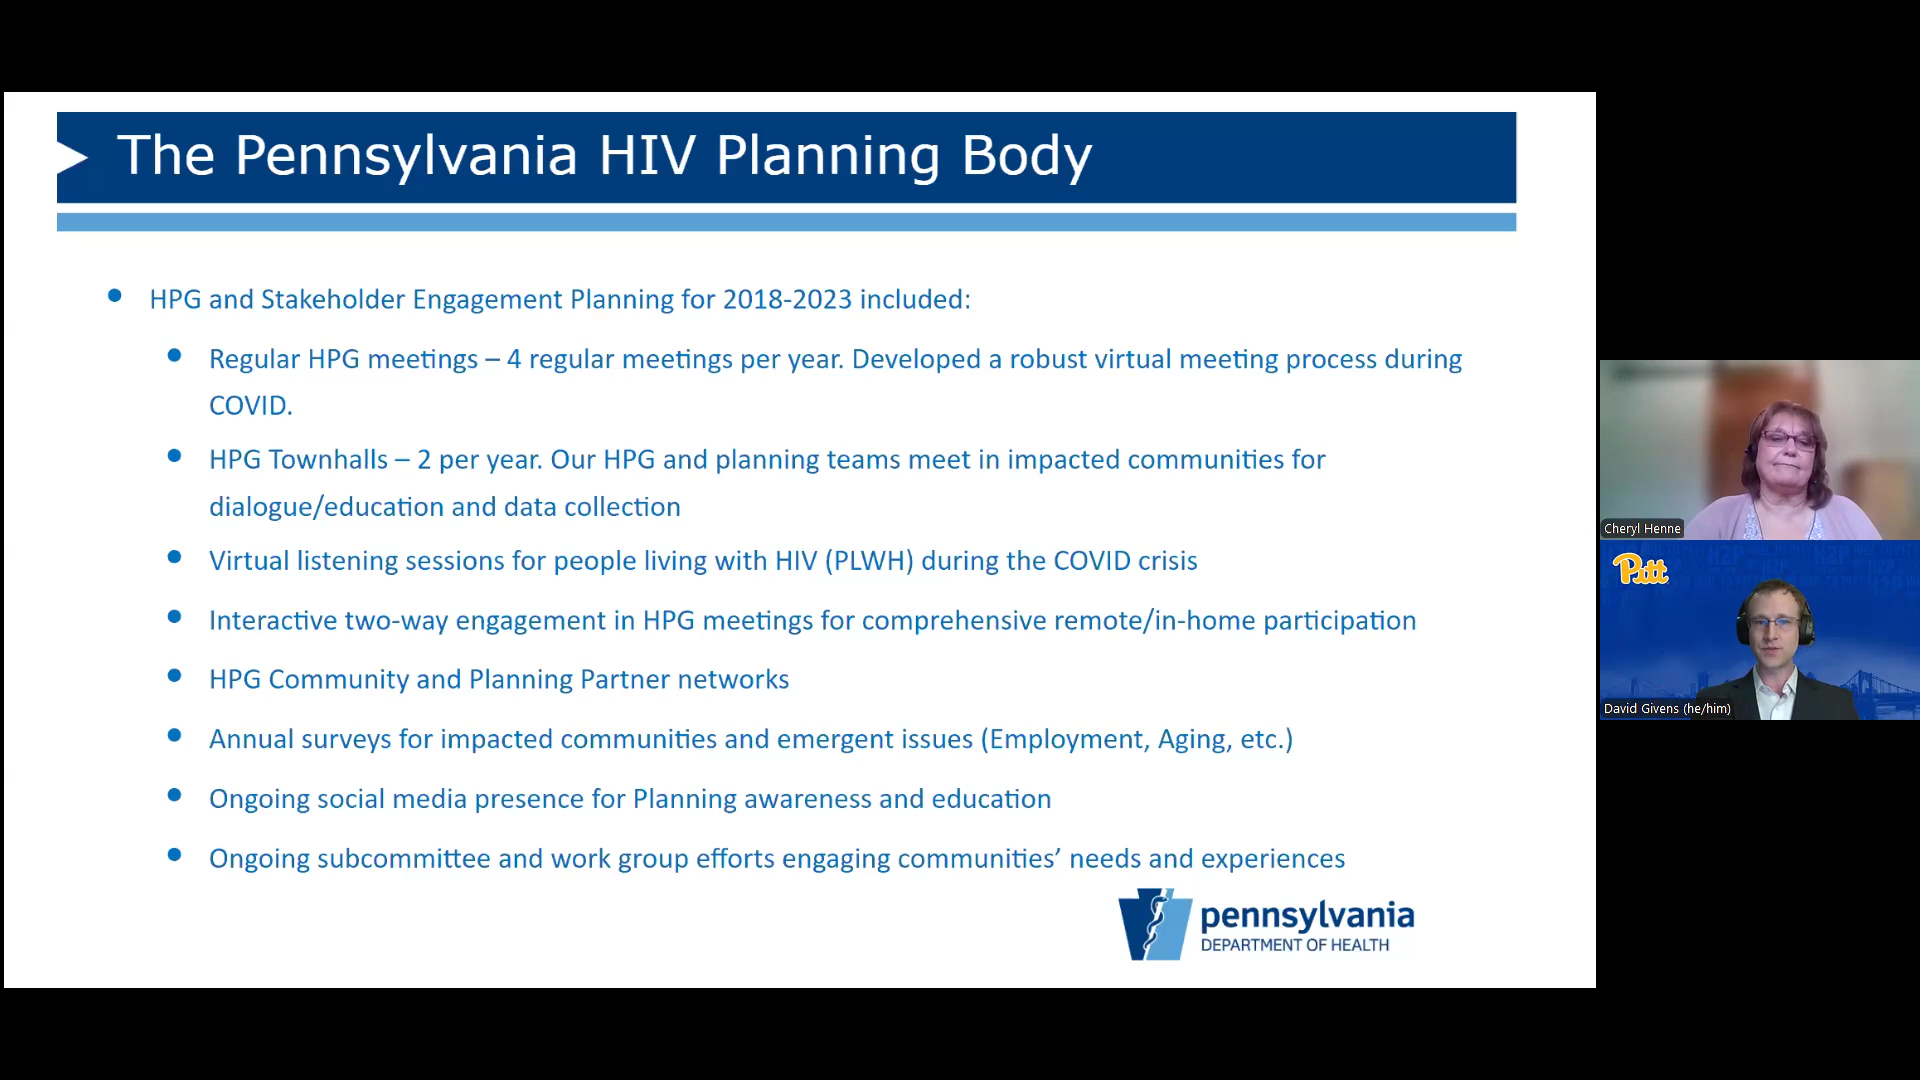 The Pennsylvania HIV Planning Body
• HPG and Stakeholder Engagement Planning for 2018-2023 included:
• Regular HPG meetings – 4 regular meetings per year. Developed a robust virtual meeting process during
COVID.
• HPG Townhalls – 2 per year. Our HPG and planning teams meet in impacted communities for
dialogue/education and data collection
• Virtual listening sessions for people living with HIV (PLWH) during the COVID crisis
• Interactive two-way engagement in HPG meetings for comprehensive remote/in-home participation
• HPG Community and Planning Partner networks
• Annual surveys for impacted communities and emergent issues (Employment, Aging, etc.)
• Ongoing social media presence for Planning awareness and education
• Ongoing subcommittee and work group efforts engaging communities’ needs and experiences
pennsylvania
DEPARTMENT OF HEALTH
Cheryl Henne
Pitt
David Givens (he/him)